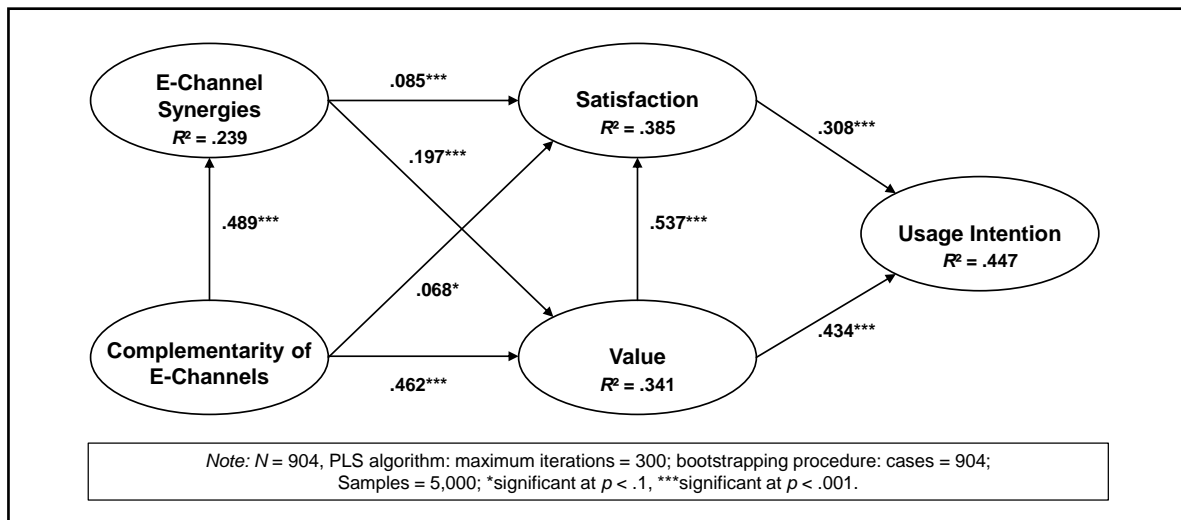 E-Channel
Synergies
R² = .239
.085***
Satisfaction
R² = .385
.308***
.197***
.489***
.537***
Usage Intention
R² = .447
.068*
.434***
Complementarity of
E-Channels
.462***
Value
R² = .341
Note: N = 904, PLS algorithm: maximum iterations = 300; bootstrapping procedure: cases = 904;
Samples = 5,000; *significant at p < .1, ***significant at p < .001.